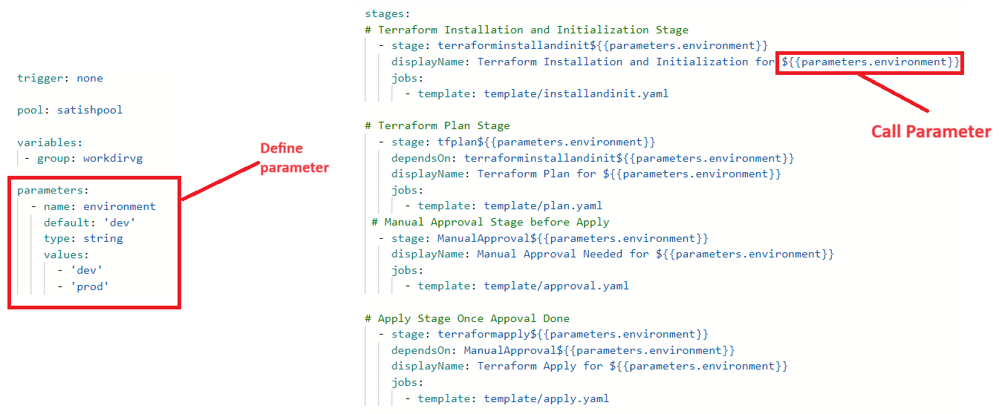 trigger: none
pool: satishpool
variables:
- group: workdirvg
parameters:
- name: environment
default: 'dev'
type: string
values:
- 'dev'
- 'prod'
Define
parameter
stages:
# Terraform Installation and Initialization Stage
- stage: terraforminstallandinit${{parameters.environment}}
displayName: Terraform Installation and Initialization for ${{parameters.environment}}
jobs:
- template: template/installandinit.yaml
Call Parameter
# Terraform Plan Stage
- stage: tfplan${{parameters.environment}}
dependsOn: terraforminstallandinit${{parameters.environment}}
displayName: Terraform Plan for ${{parameters.environment}}
jobs:
- template: template/plan.yaml
# Manual Approval Stage before Apply
- stage: ManualApproval${{parameters.environment}}
displayName: Manual Approval Needed for ${{parameters.environment}}
jobs:
- template: template/approval.yaml
# Apply Stage Once Appoval Done
- stage: terraformapply${{parameters.environment}}
dependsOn: ManualApproval${{parameters.environment}}
displayName: Terraform Apply for ${{parameters.environment}}
jobs:
- template: template/apply.yaml